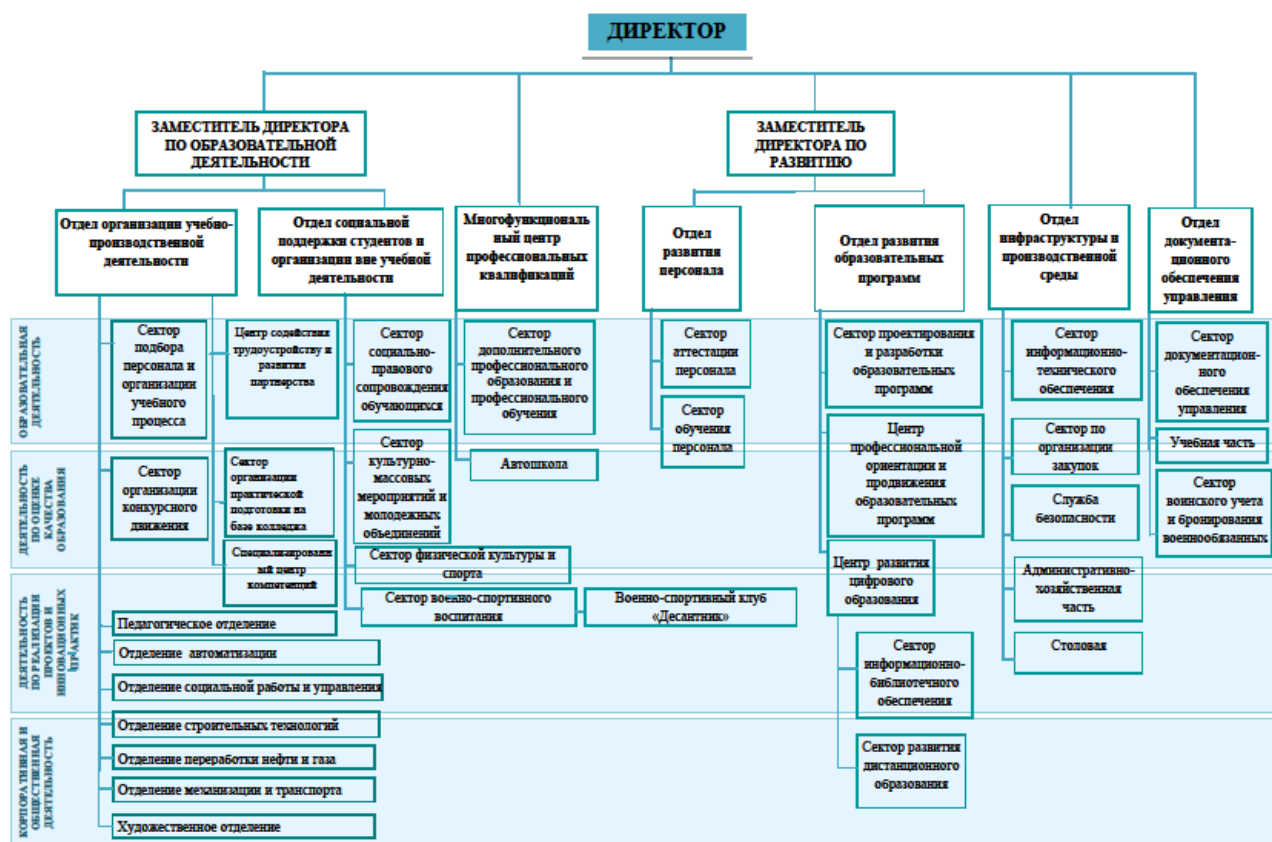 ДИРЕКТОР
ЗАМЕСТИТЕЛЬ ДИРЕКТОРА
ПО ОБРАЗОВАТЕЛЬНОЙ
ДЕЯТЕЛЬНОСТИ
ЗАМЕСТИТЕЛЬ
ДИРЕКТОРА ПО
РАЗВИТИЮ
Отдел организации учебно-
производственной
деятельности
Отдел социальной
поддержки студентов и
организации вне учебной
деятельности
Многофункциональ
ный центр
профессиональных
квалификаций
Отдел
развития
персонала
Отдел развития
образовательных
программ
Отдел
инфраструктуры и
производственной
среды
Отдел
документа-
ционного
обеспечения
управления
ОБРАЗОВАТЕЛЬНАЯ
ДЕЯТЕЛЬНОСТЬ
Сектор
подбора
персонала и
организации
учебного
процесса
Центр содействия
трудоустройству и
развития
партнерства
Сектор
социально-
правового
сопровождения
обучающихся
Сектор
дополнительного
профессионального
образования и
профессионального
обучения
Сектор
аттестации
персонала
Сектор
обучения
персонала
Сектор проектирования
и разработки
образовательных
программ
Сектор
информационно-
технического
обеспечения
Сектор
документацион-
ного
обеспечения
управления
ДЕЯТЕЛЬНОСТЬ
ПО ОЦЕНКЕ
КАЧЕСТВА
ОБРАЗОВАНИЯ
Сектор
организации
конкурсного
движения
Сектор
организации
практической
подготовки на
базе колледжа
Специализированн
ый центр
компетенций
Сектор
культурно-
массовых
мероприятий и
молодежных
объединений
Автошкола
Центр
профессиональной
ориентации и
продвижения
образовательных
программ
Сектор по
организации
закупок
Служба
безопасности
Учебная часть
Сектор
воинского учета
и бронирования
военнообязанных
Сектор физической культуры и
спорта
Центр развития
цифрового
образования
Административно-
хозяйственная
часть
ДЕЯТЕЛЬНОСТЬ
ПО РЕАЛИЗАЦИИ
ПРОЕКТОВ И
ИННОВАЦИОННЫХ
ПРАКТИК
Сектор военно-спортивного
воспитания
Военно-спортивный клуб
«Десантник»
Педагогическое отделение
Отделение автоматизации
Отделение социальной работы и управления
Сектор
информационно-
библиотечного
обеспечения
Столовая
КОРПОРАТИВНАЯ И
ОБЩЕСТВЕННАЯ
ДЕЯТЕЛЬНОСТЬ
Отделение строительных технологий
Отделение переработки нефти и газа
Отделение механизации и транспорта
Художественное отделение
Сектор развития
дистанционного
образования